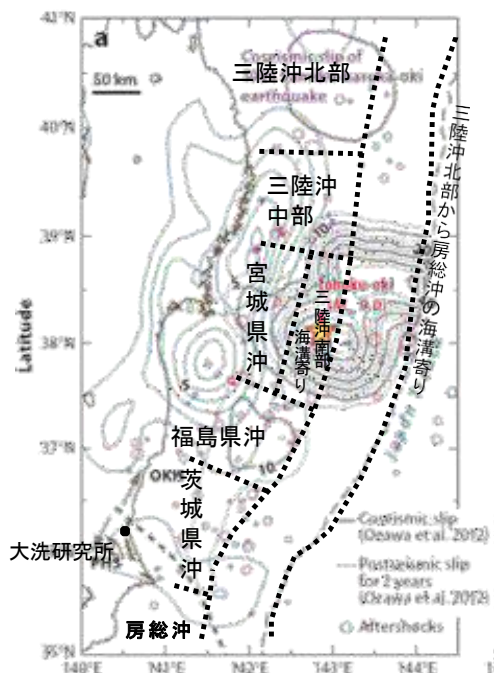 41°N
a
50 km
Coseismic slip of
三陸沖北部
earthquake
40°N
三陸沖
中部
10
39°N
三陸沖北部から房総沖の海溝寄り
宮城県沖
三陸沖南部
海溝寄り
Latitude
38°N
5
37°N
福島県沖
10
茨城県沖
大洗研究所
房総沖
Coseismic slip
(Ozawa et al. 2012)
Postseismic slip
for 2 years
(Ozawa et al. 2012)
Aftershocks
35°N
140°E
141°E
142°E
143°E
144°E